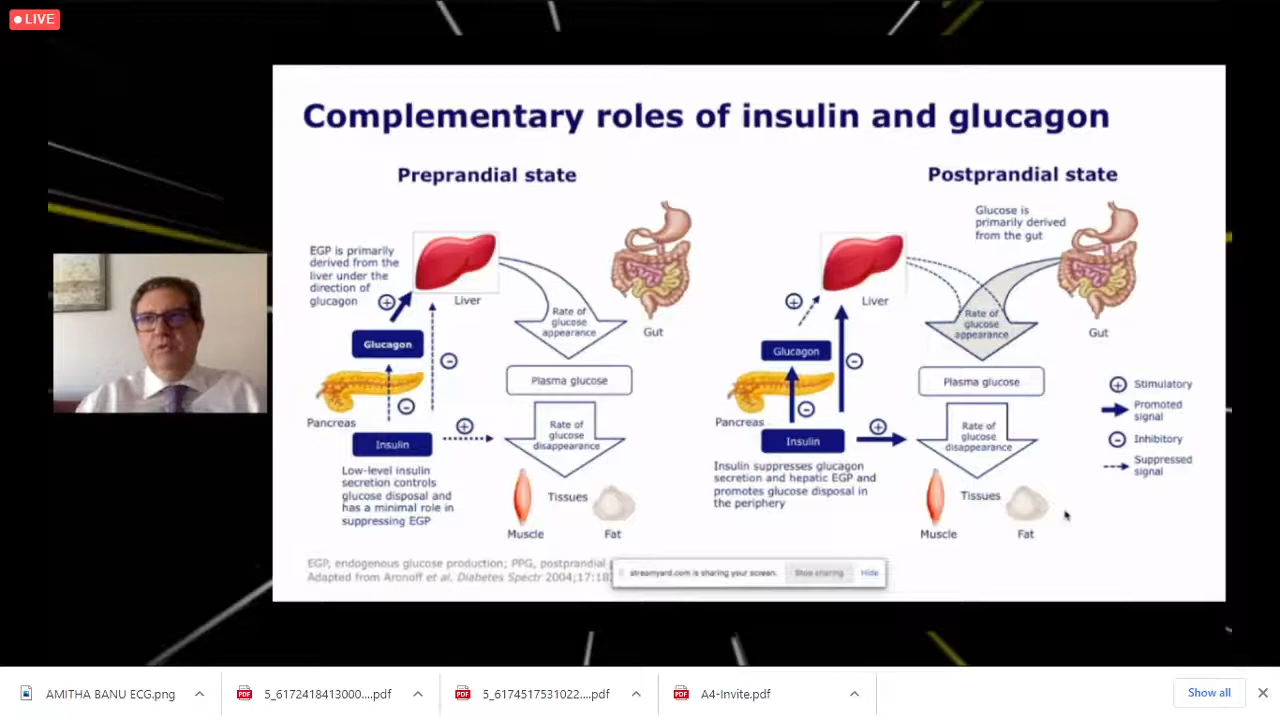 LIVE
Complementary roles of insulin and glucagon
Preprandial state
EGP is primarily
derived from the
liver under the
direction of
glucagon
+
Liver
Glucagon
-
Pancreas
-
Insulin
+
Low-level insulin
secretion controls
glucose disposal and
has a minimal role in
suppressing EGP
Rate of
glucose
appearance
Gut
Plasma glucose
Rate of
glucose
disappearance
Tissues
Muscle
Fat
Postprandial state
Glucose is
primarily derived
from the gut
+
Liver
Glucagon
-
Pancreas
-
Insulin
+
Insulin suppresses glucagon
secretion and hepatic EGP and
promotes glucose disposal in
the periphery
Rate of
glucose
appearance
Gut
Plasma glucose
Rate of
glucose
disappearance
Tissues
Muscle
Fat
+ Stimulatory
Promoted
signal
- Inhibitory
Suppressed
signal
EGP, endogenous glucose production; PPG, postprandial
Adapted from Aronoff et al. Diabetes Spectr 2004;17:18
streamyard.com is sharing your screen.
Stop sharing
Hide
AMITHA BANU ECG.png
PDF
5_6172418413000....pdf
PDF
5_6174517531022....pdf
PDF
A4-Invite.pdf
Show all